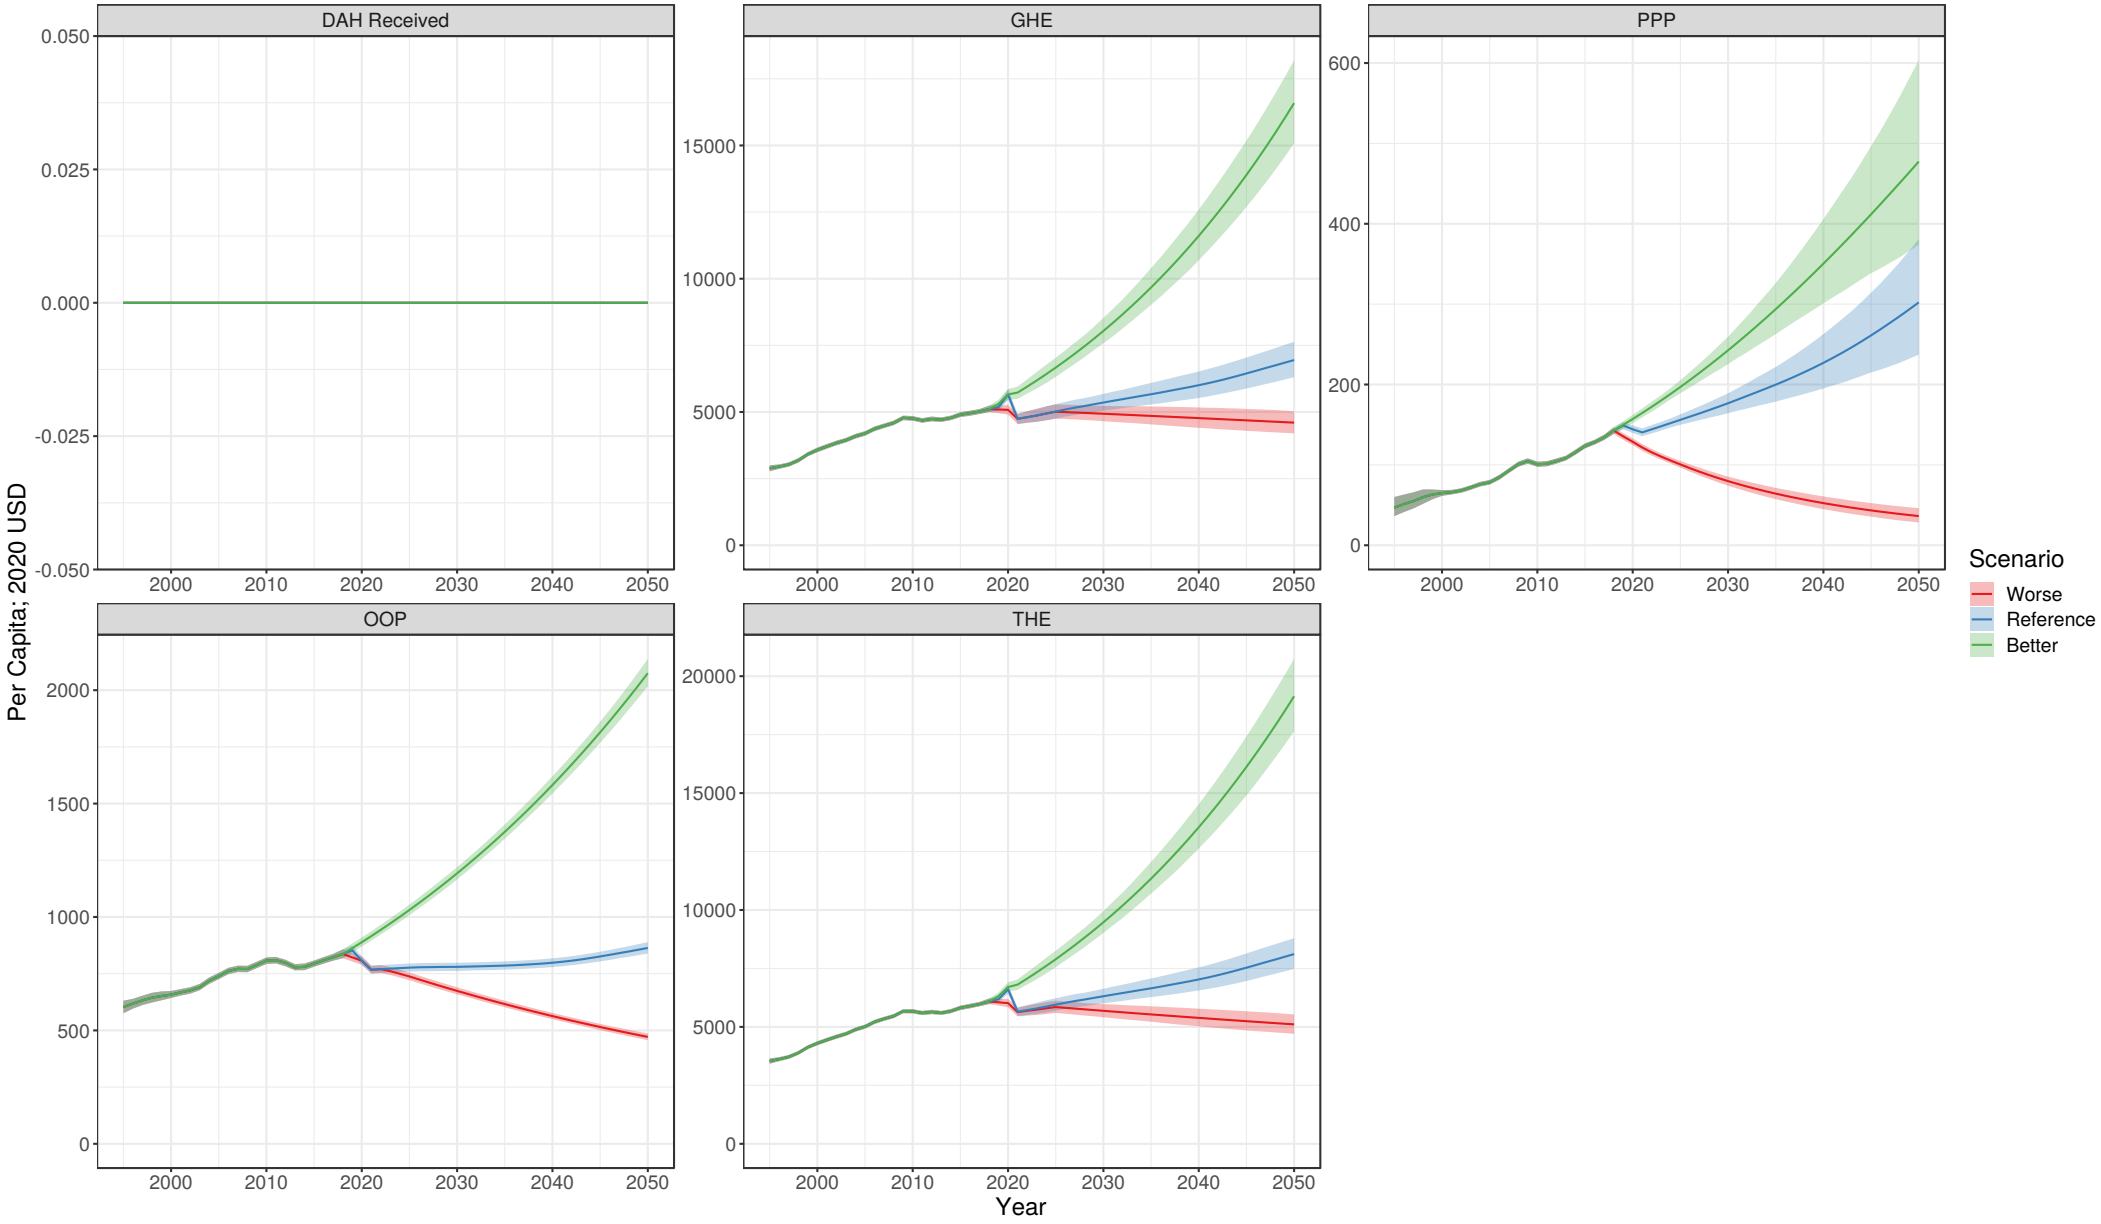 DAH Received
GHE
PPP
0.050
0.025
0.000
-0.025
-0.050
15000
10000
5000
0
600
400
200
0
2000 2010 2020 2030 2040 2050
2000 2010 2020 2030 2040 2050
2000 2010 2020 2030 2040 2050
Per Capita; 2020 USD
OOP
THE
2000
1500
1000
500
0
20000
15000
10000
5000
0
2000 2010 2020 2030 2040 2050
2000 2010 2020 2030 2040 2050
Year
Scenario
Worse
Reference
Better